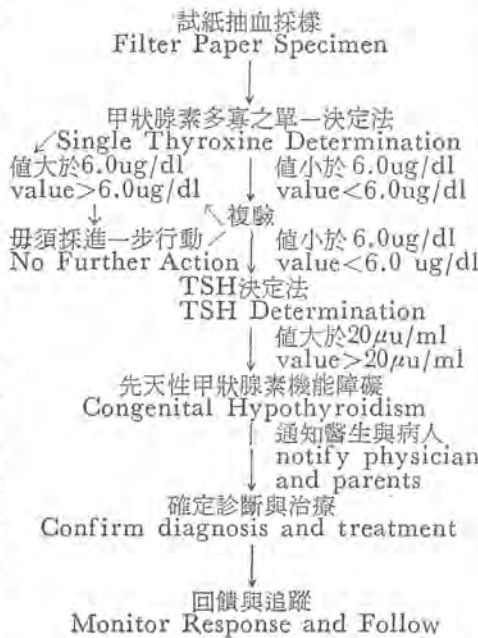 試紙抽血採樣
Filter Paper Specimen
甲狀腺素多寡之單一決定法
Single Thyroxine Determination
值大於6.0ug/dl 值小於 6.0ug/dl
value>6.0ug/dl value<6.0ug/dl
複驗
毋須採進一步行動 值小於 6.0ug/dl
No Further Action value<6.0 ug/dl
TSH決定法
TSH Determination
值大於20μu/ml
value>20μu/ml
先天性甲狀腺素機能障礙
Congenital Hypothyroidism
通知醫生與病人
notify physician
and parents
確定診斷與治療
Confirm diagnosis and treatment
回饋與追蹤
Monitor Response and Follow